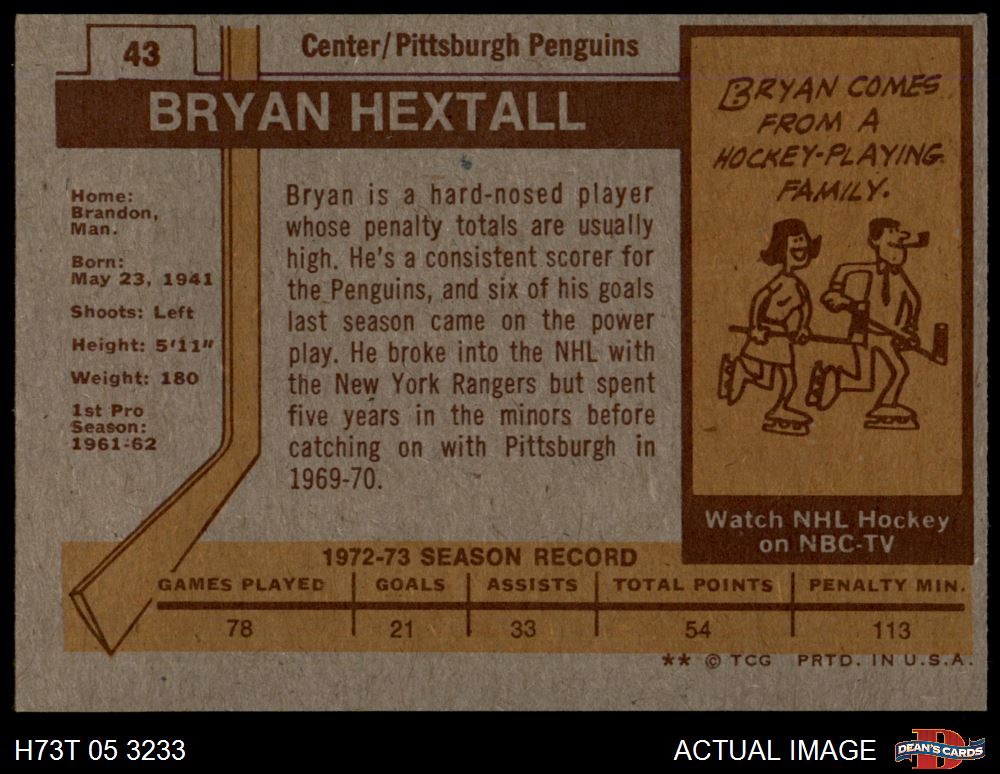 43
Center/Pittsburgh Penguins
BRYAN HEXTALL
Home:
Brandon,
Man.
Born:
May 23, 1941
Shoots: Left
Height: 5'11"
Weight: 180
1st Pro
Season:
1961-62
Bryan is a hard-nosed player
whose penalty totals are usually
high. He's a consistent scorer for
the Penguins, and six of his goals
last season came on the power
play. He broke into the NHL with
the New York Rangers but spent
five years in the minors before
catching on with Pittsburgh in
1969-70.
BRYAN COMES
FROM A
HOCKEY-PLAYING
FAMILY.
Watch NHL Hockey
on NBC-TV
1972-73 SEASON RECORD
GAMES PLAYED GOALS ASSISTS TOTAL POINTS PENALTY MIN.
78 21 33 54 113
** © TCG PRTD. IN U.S.A.
H73T 05 3233
ACTUAL IMAGE
D
DEAN'S CARDS